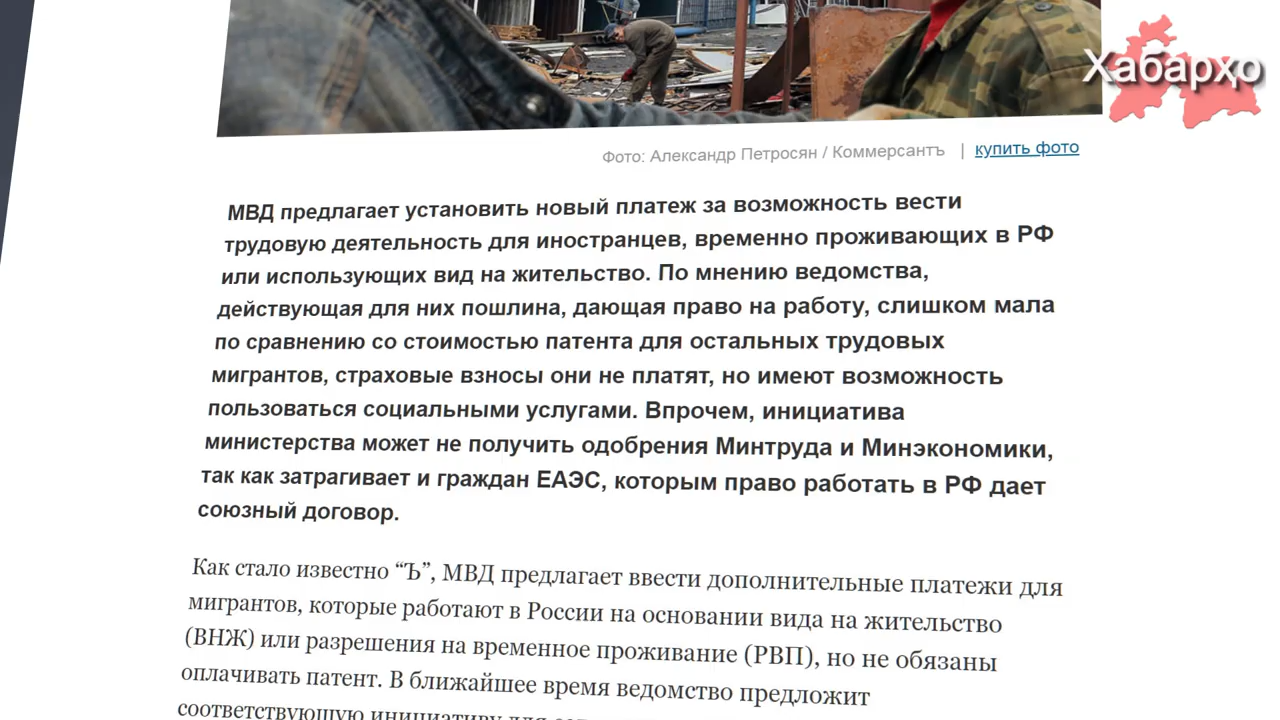 Хабарҳо
Фото: Александр Петросян / Коммерсантъ | купить фото
МВД предлагает установить новый платеж за возможность вести
трудовую деятельность для иностранцев, временно проживающих в РФ
или использующих вид на жительство. По мнению ведомства,
действующая для них пошлина, дающая право на работу, слишком мала
по сравнению со стоимостью патента для остальных трудовых
мигрантов, страховые взносы они не платят, но имеют возможность
пользоваться социальными услугами. Впрочем, инициатива
министерства может не получить одобрения Минтруда и Минэкономики,
так как затрагивает и граждан ЕАЭС, которым право работать в РФ дает
союзный договор.
Как стало известно “Ъ”, МВД предлагает ввести дополнительные платежи для
мигрантов, которые работают в России на основании вида на жительство
(ВНЖ) или разрешения на временное проживание (РВП), но не обязаны
оплачивать патент. В ближайшее время ведомство предложит
соответствующую инициативу для